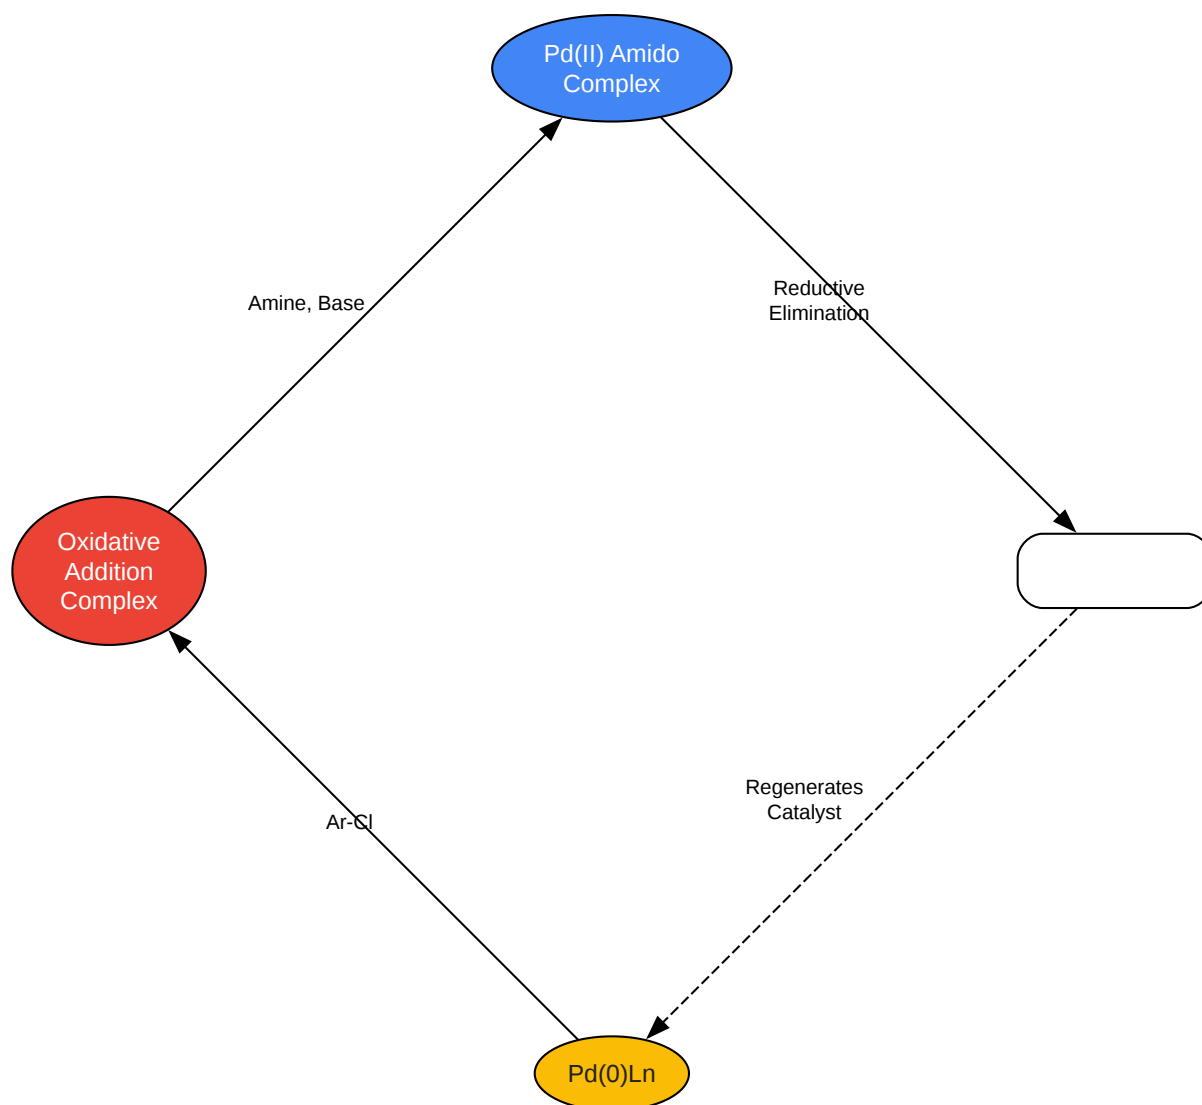 Pd(II) Amido
Complex
Reductive
Elimination
Amine, Base
Oxidative
Addition
Complex
Regenerates
Catalyst
Ar-Cl
Pd(0)Ln